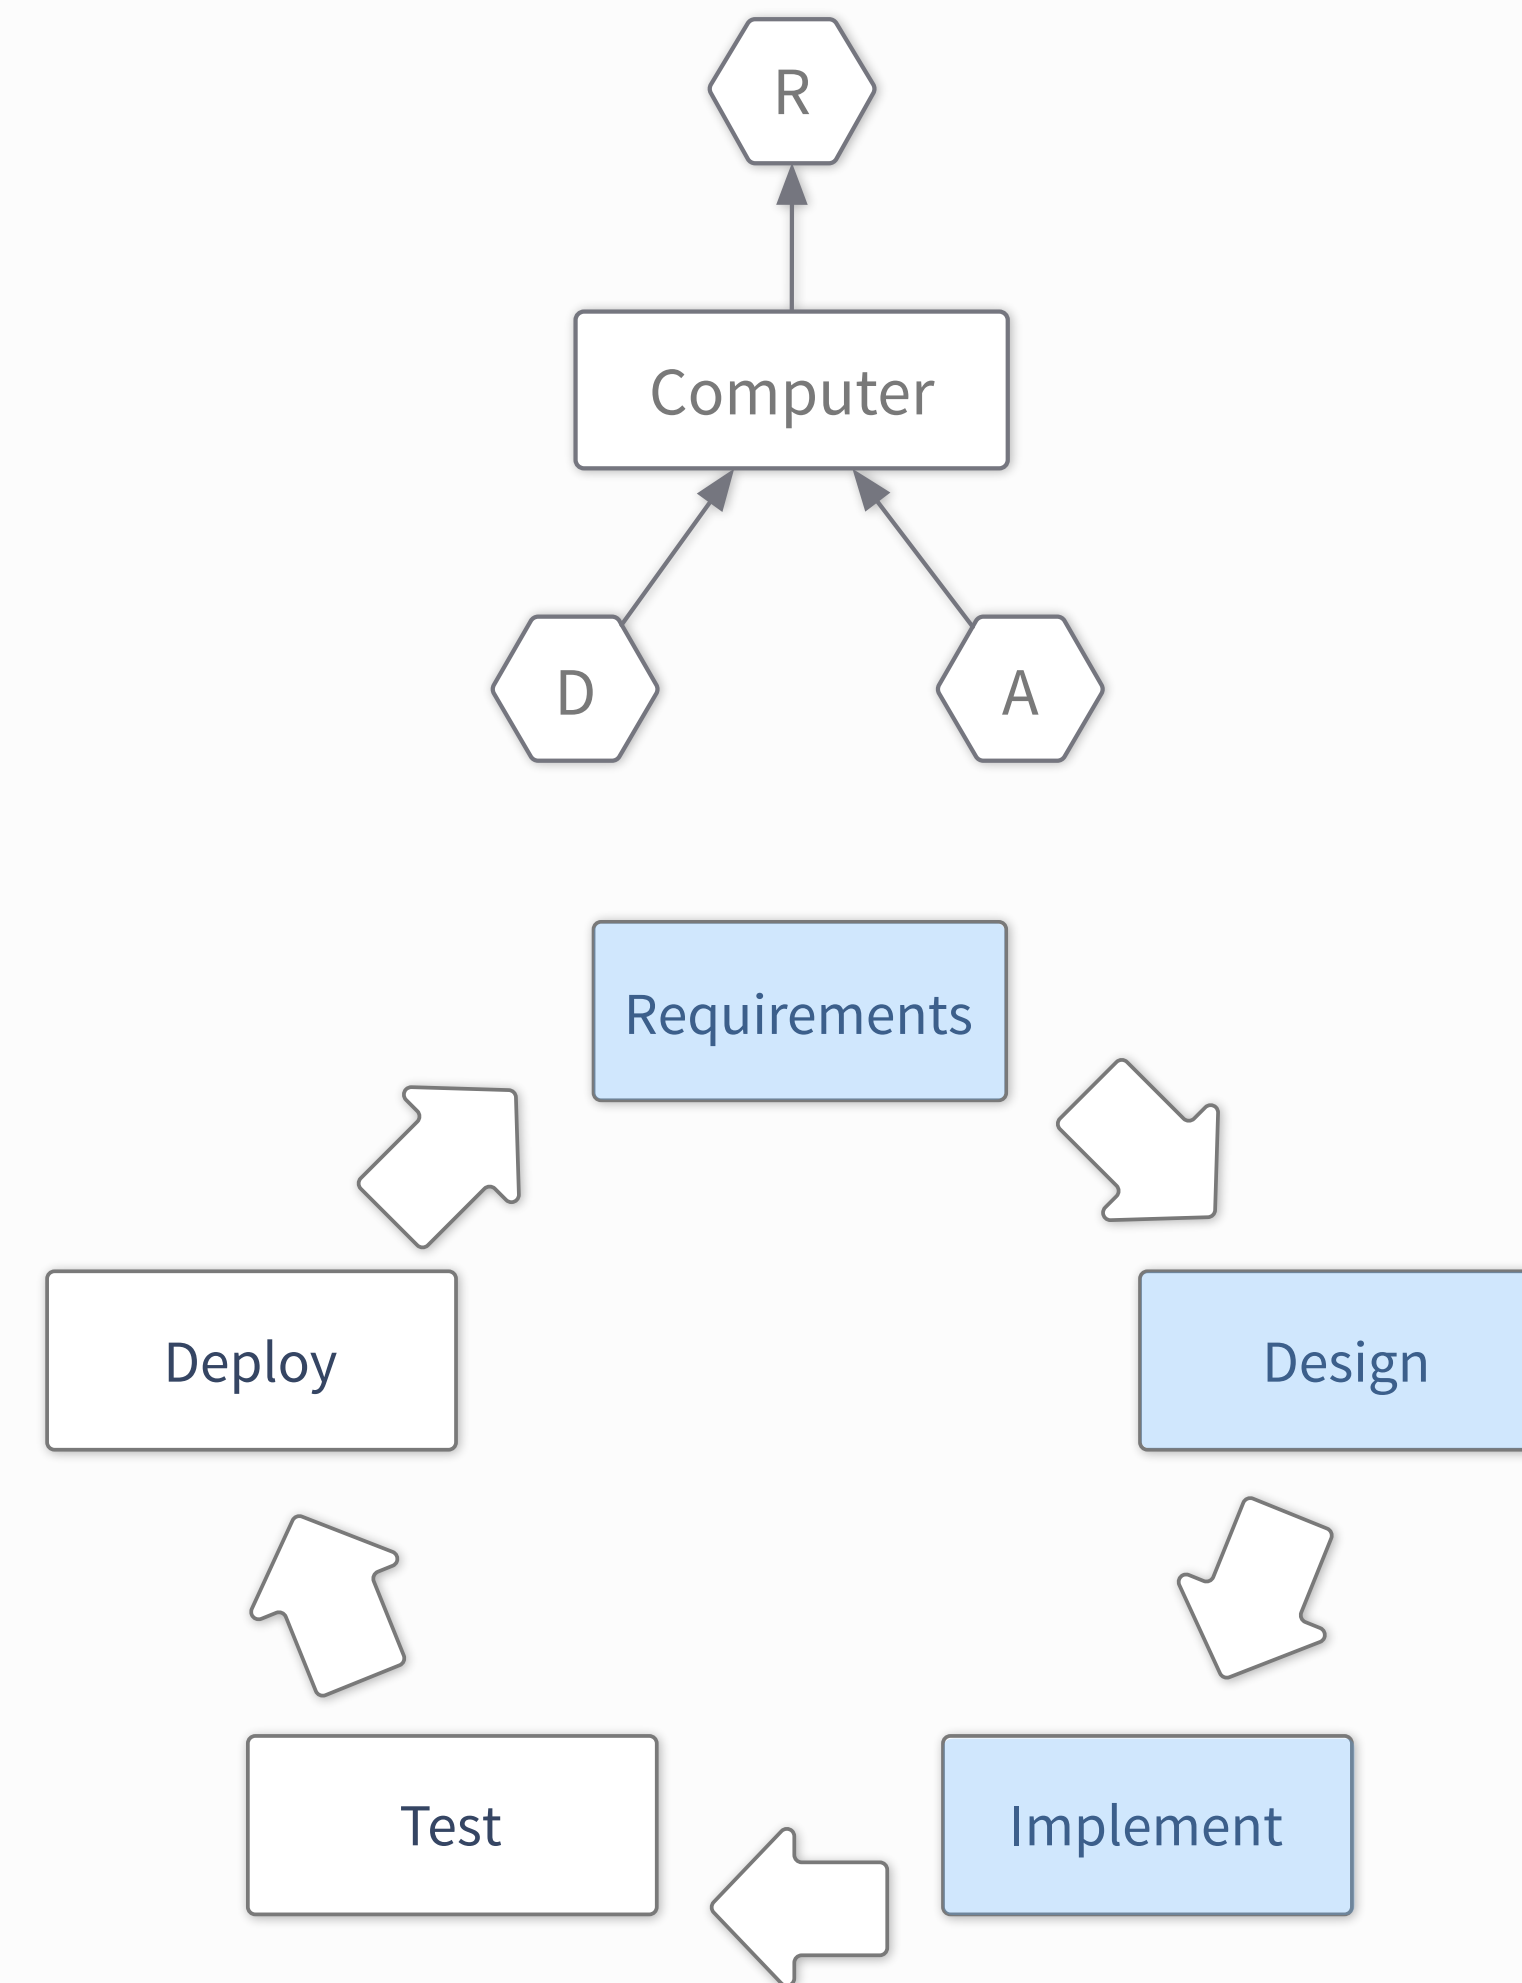 R
Computer
D
A
Requirements
Deploy
Design
Test
Implement